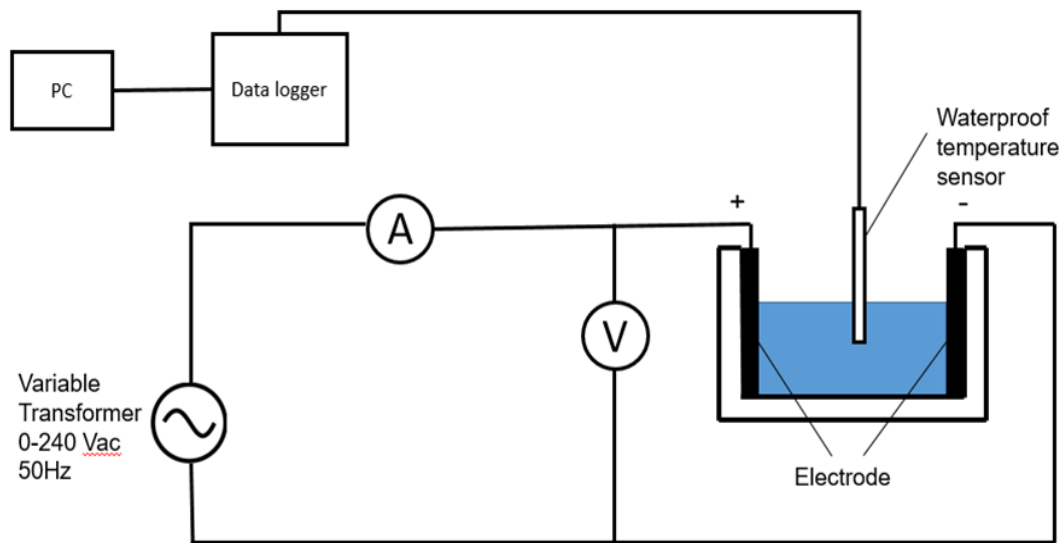 PC
Data logger
Waterproof
temperature
sensor
+
-
A
V
Variable
Transformer
0-240 Vac
50Hz
Electrode